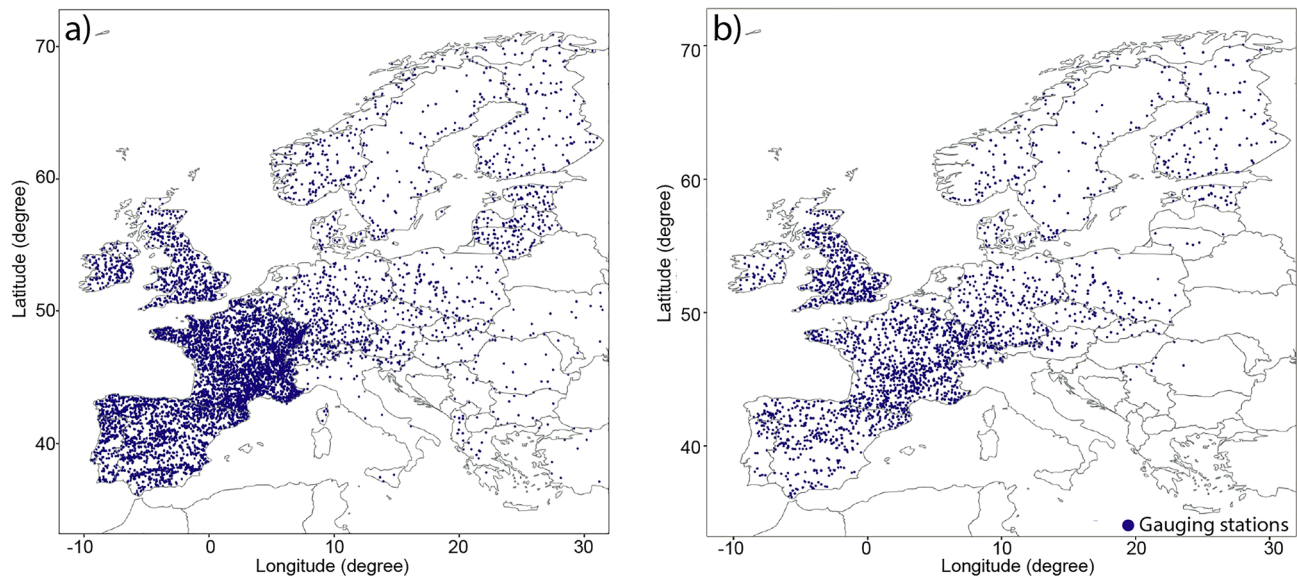 a)
70
60
50
40
-10 0 10 20 30
Longitude (degree)
Latitude (degree)
b)
70
60
50
40
-10 0 10 20 30
Longitude (degree)
Latitude (degree)
Gauging stations